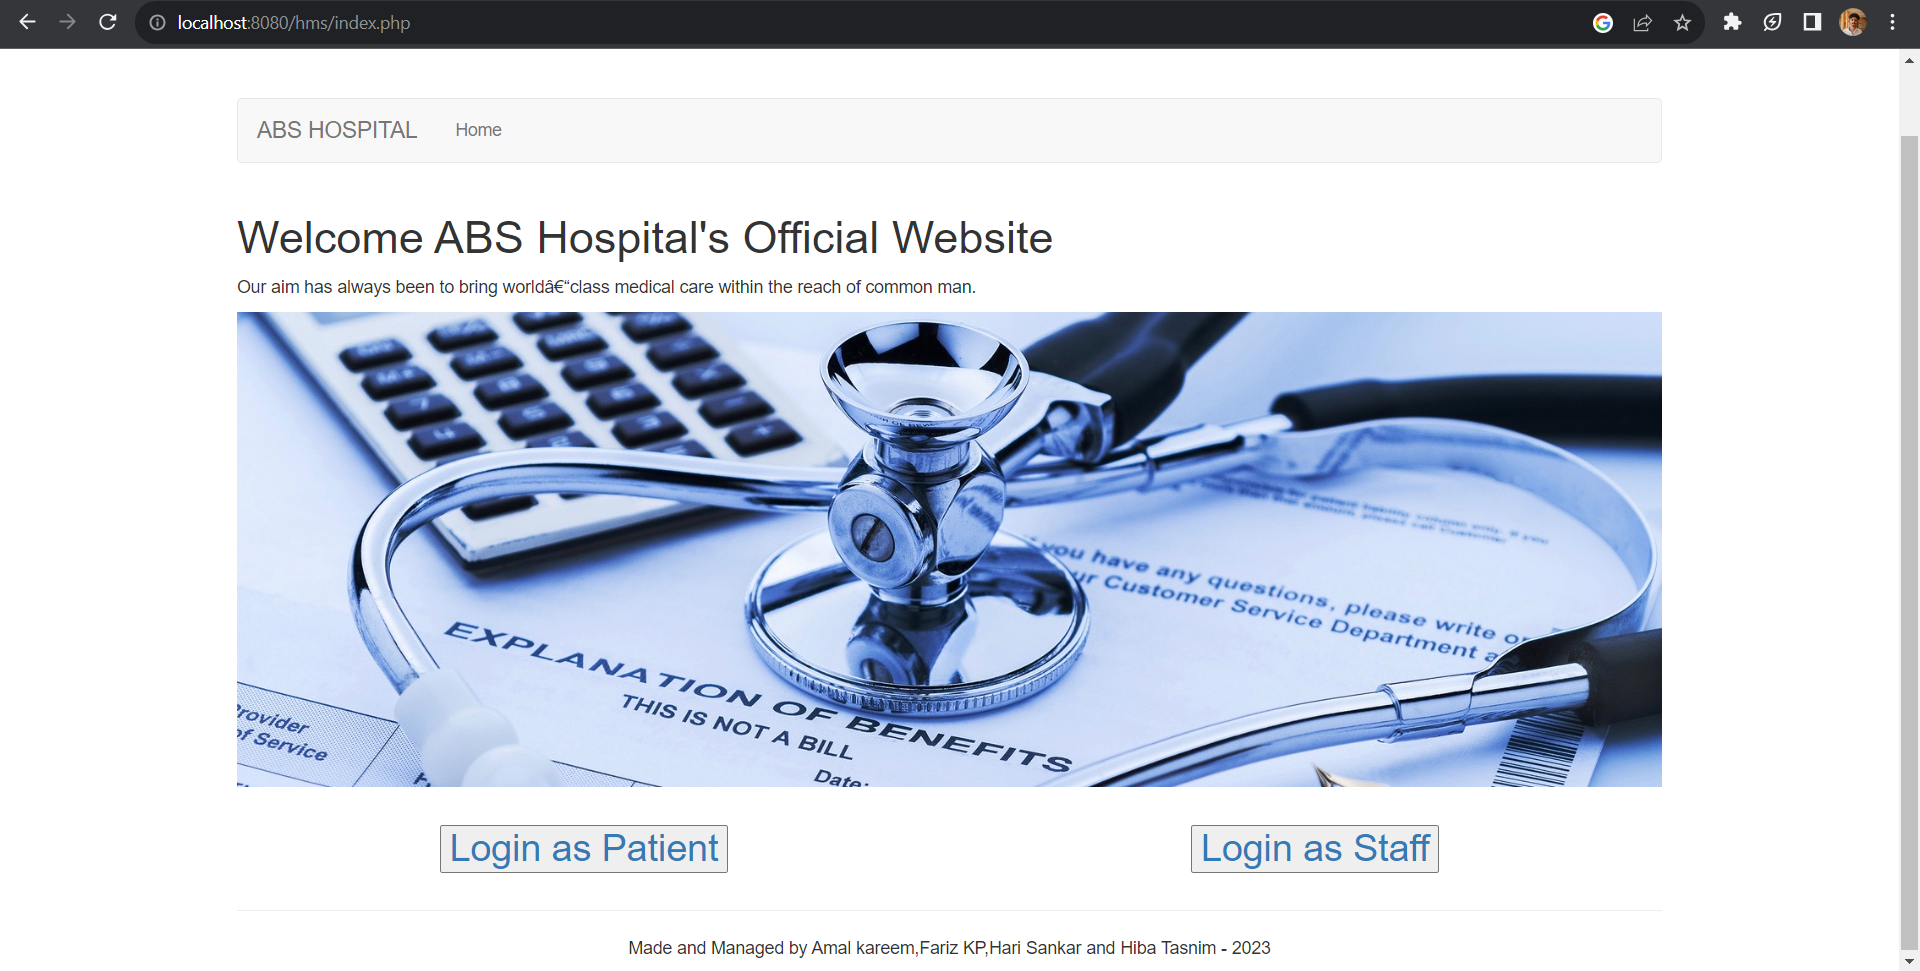 localhost:8080/hms/index.php
ABS HOSPITAL Home
Welcome ABS Hospital's Official Website
Our aim has always been to bring worldâ€“class medical care within the reach of common man.
you have any questions, please write or
ur Customer Service Department a
EXPLANATION OF BENEFITS
THIS IS NOT A BILL
Date:
Provider
of Service
Login as Patient Login as Staff
Made and Managed by Amal kareem,Fariz KP,Hari Sankar and Hiba Tasnim - 2023